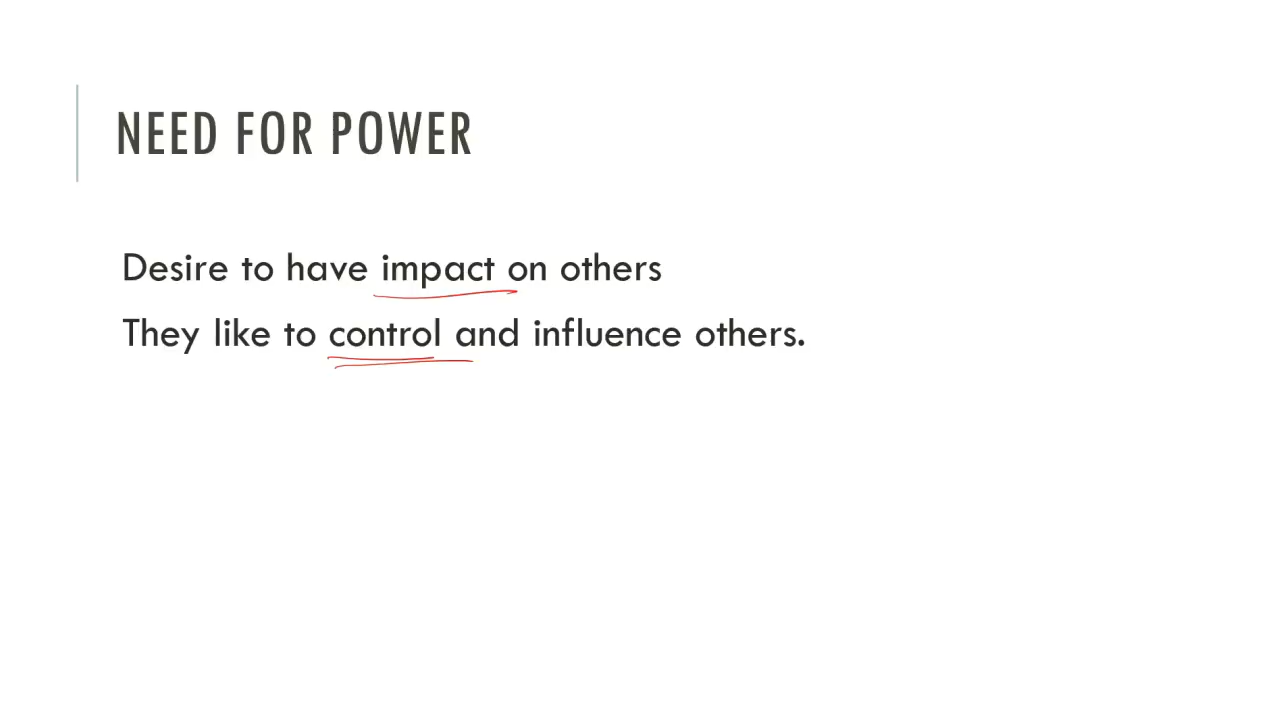 NEED FOR POWER
Desire to have impact on others
They like to control and influence others.